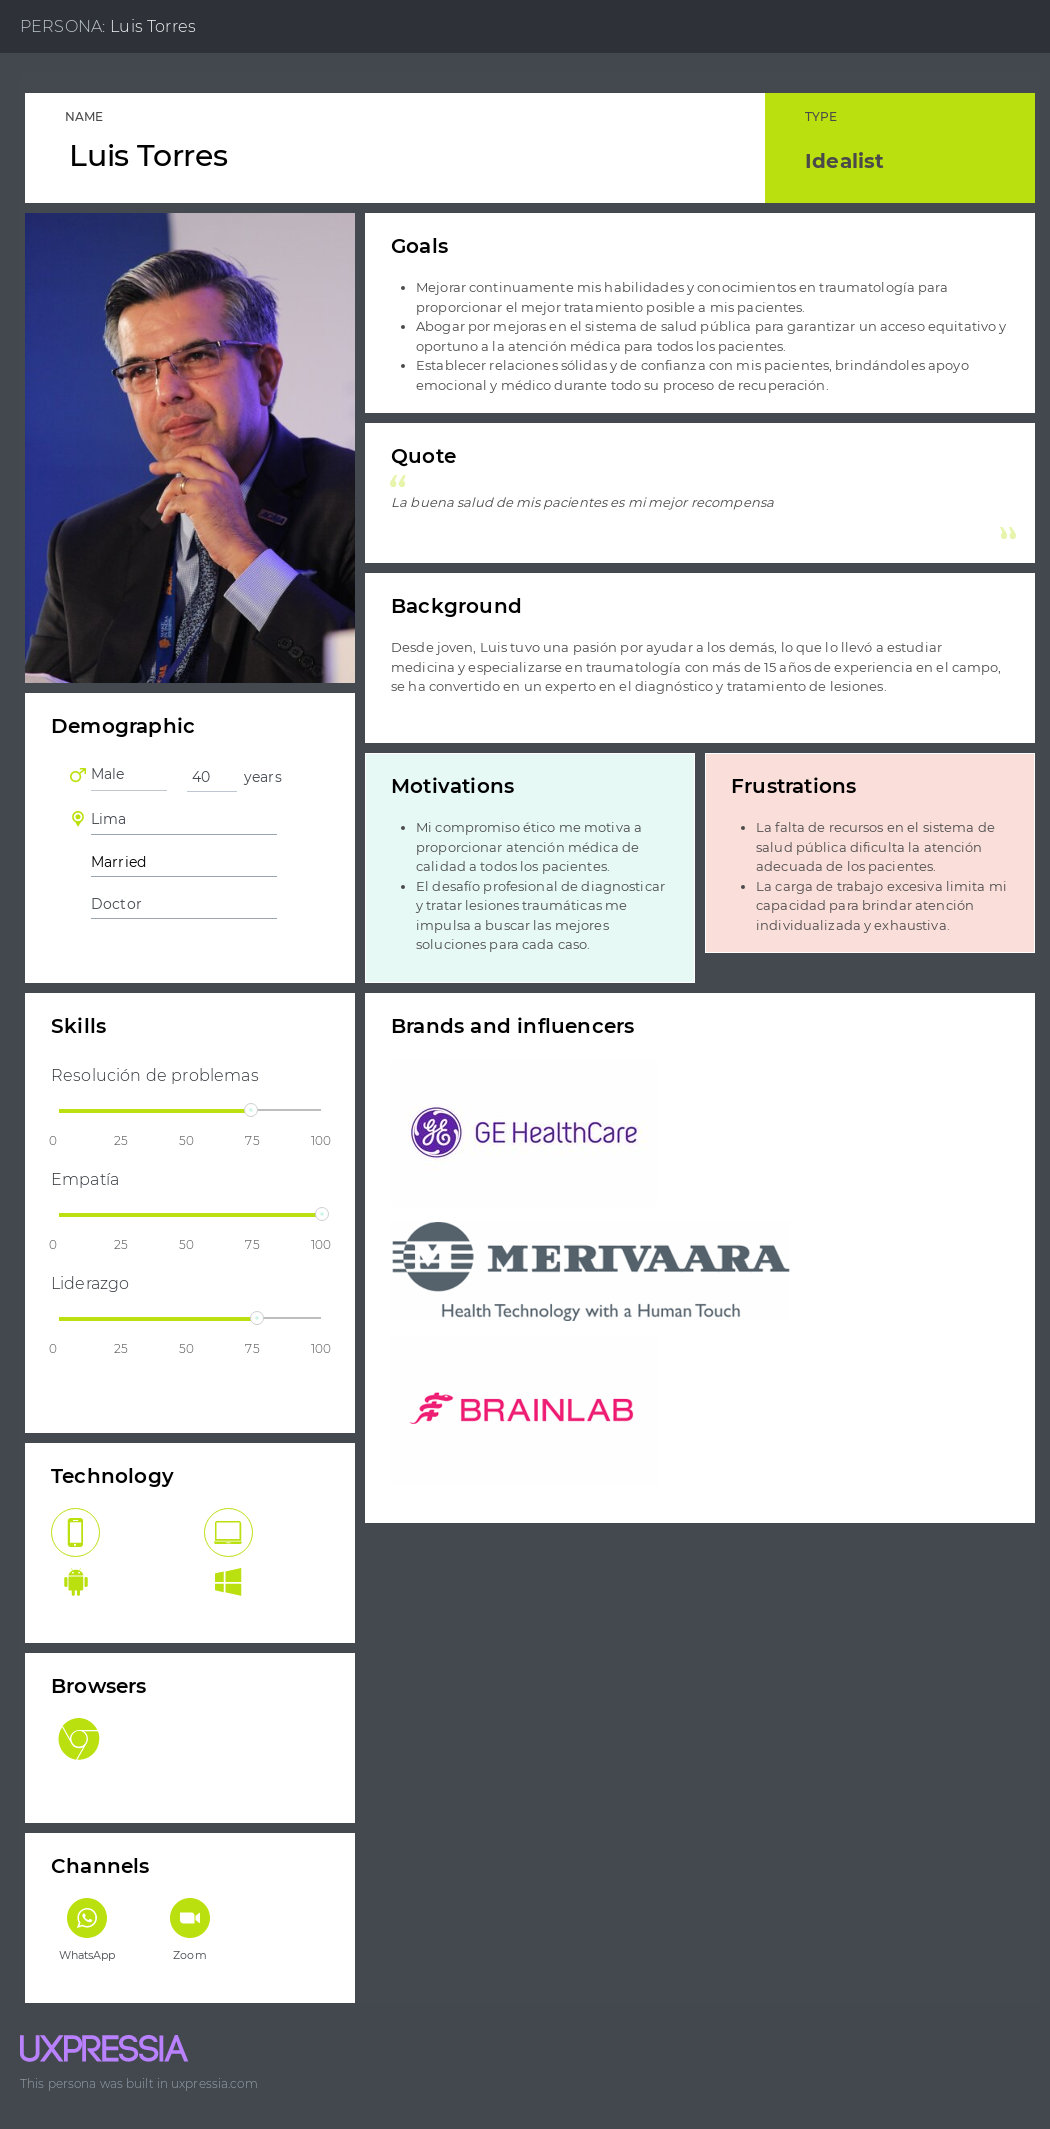 PERSONA: Luis Torres
NAME
Luis Torres
TYPE
Idealist
Goals
• Mejorar continuamente mis habilidades y conocimientos en traumatología para
proporcionar el mejor tratamiento posible a mis pacientes.
• Abogar por mejoras en el sistema de salud pública para garantizar un acceso equitativo y
oportuno a la atención médica para todos los pacientes.
• Establecer relaciones sólidas y de confianza con mis pacientes, brindándoles apoyo
emocional y médico durante todo su proceso de recuperación.
Quote
“
La buena salud de mis pacientes es mi mejor recompensa
”
Background
Desde joven, Luis tuvo una pasión por ayudar a los demás, lo que lo llevó a estudiar
medicina y especializarse en traumatología con más de 15 años de experiencia en el campo,
se ha convertido en un experto en el diagnóstico y tratamiento de lesiones.
Demographic
Male 40 years
Lima
Married
Doctor
Motivations
• Mi compromiso ético me motiva a
proporcionar atención médica de
calidad a todos los pacientes.
• El desafío profesional de diagnosticar
y tratar lesiones traumáticas me
impulsa a buscar las mejores
soluciones para cada caso.
Frustrations
• La falta de recursos en el sistema de
salud pública dificulta la atención
adecuada de los pacientes.
• La carga de trabajo excesiva limita mi
capacidad para brindar atención
individualizada y exhaustiva.
Skills
Resolución de problemas
0 25 50 75 100
Empatía
0 25 50 75 100
Liderazgo
0 25 50 75 100
Brands and influencers
GE HealthCare
M MERIVAARA
Health Technology with a Human Touch
BRAINLAB
Technology
Browsers
Channels
WhatsApp Zoom
UXPRESSIA
This persona was built in uxpressia.com